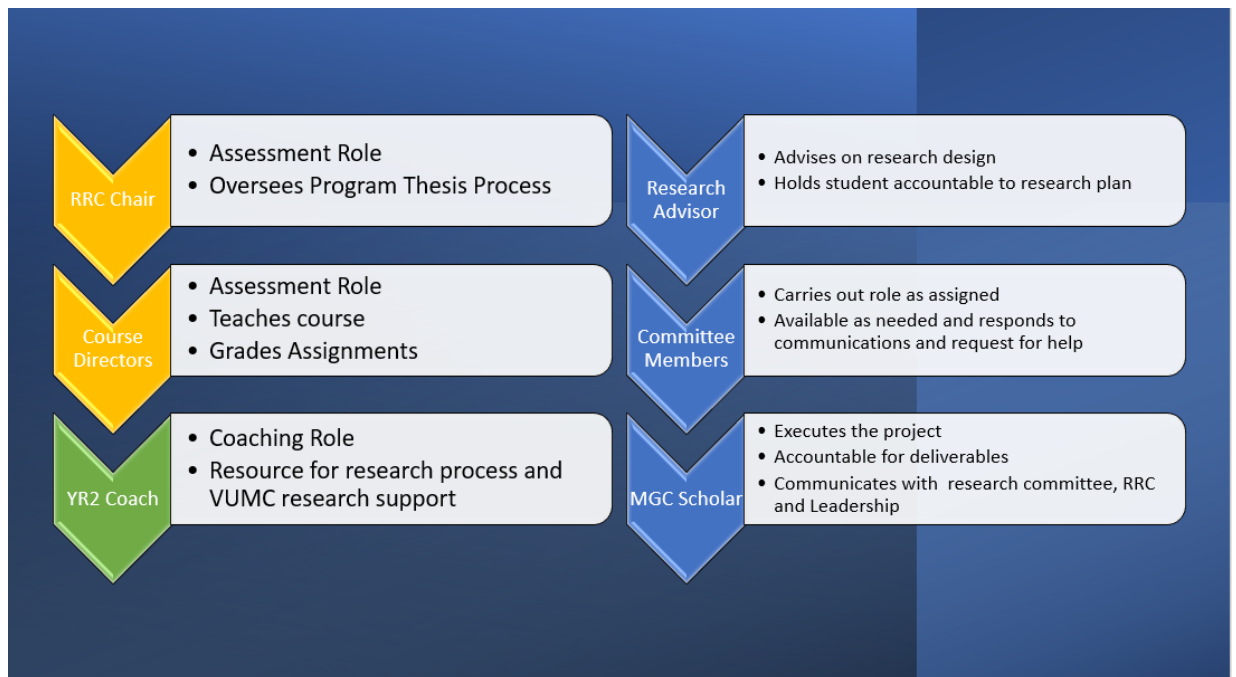 RRC Chair
• Assessment Role
• Oversees Program Thesis Process
Course
Directors
• Assessment Role
• Teaches course
• Grades Assignments
YR2 Coach
• Coaching Role
• Resource for research process and
VUMC research support
Research
Advisor
• Advises on research design
• Holds student accountable to research plan
Committee
Members
• Carries out role as assigned
• Available as needed and responds to
communications and request for help
MGC Scholar
• Executes the project
• Accountable for deliverables
• Communicates with  research committee, RRC
and Leadership